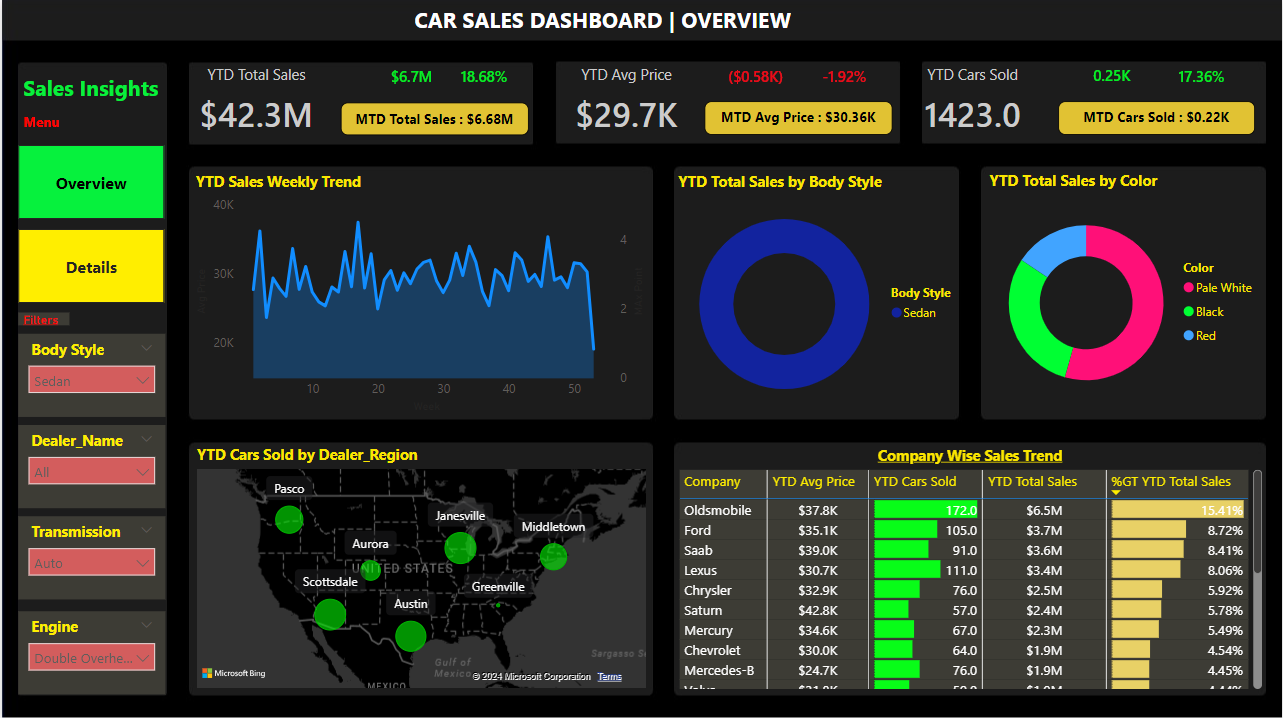 CAR SALES DASHBOARD | OVERVIEW
Sales Insights
Menu
Overview
Details
Filters
Body Style
Sedan
Dealer_Name
All
Transmission
Auto
Engine
Double Overhe...
YTD Total Sales
$6.7M 18.68%
$42.3M
MTD Total Sales : $6.68M
YTD Avg Price
($0.58K) -1.92%
$29.7K
MTD Avg Price : $30.36K
YTD Cars Sold
0.25K 17.36%
1423.0
MTD Cars Sold : $0.22K
YTD Sales Weekly Trend
40K
30K
20K
4
2
0
10 20 30 40 50
YTD Total Sales by Body Style
Body Style
Sedan
YTD Total Sales by Color
Color
Pale White
Black
Red
YTD Cars Sold by Dealer_Region
Pasco
Janesville
Middletown
Aurora
UNITED STATES
Scottsdale
Greenville
Austin
Gulf of
Mexico
Sargasso Se
MEXICO
Microsoft Bing
© 2024 Microsoft Corporation Terms
Company Wise Sales Trend
Company YTD Avg Price YTD Cars Sold YTD Total Sales %GT YTD Total Sales
Oldsmobile $37.8K 172.0 $6.5M 15.41%
Ford $35.1K 105.0 $3.7M 8.72%
Saab $39.0K 91.0 $3.6M 8.41%
Lexus $30.7K 111.0 $3.4M 8.06%
Chrysler $32.9K 76.0 $2.5M 5.92%
Saturn $42.8K 57.0 $2.4M 5.78%
Mercury $34.6K 67.0 $2.3M 5.49%
Chevrolet $30.0K 64.0 $1.9M 4.54%
Mercedes-B $24.7K 76.0 $1.9M 4.45%